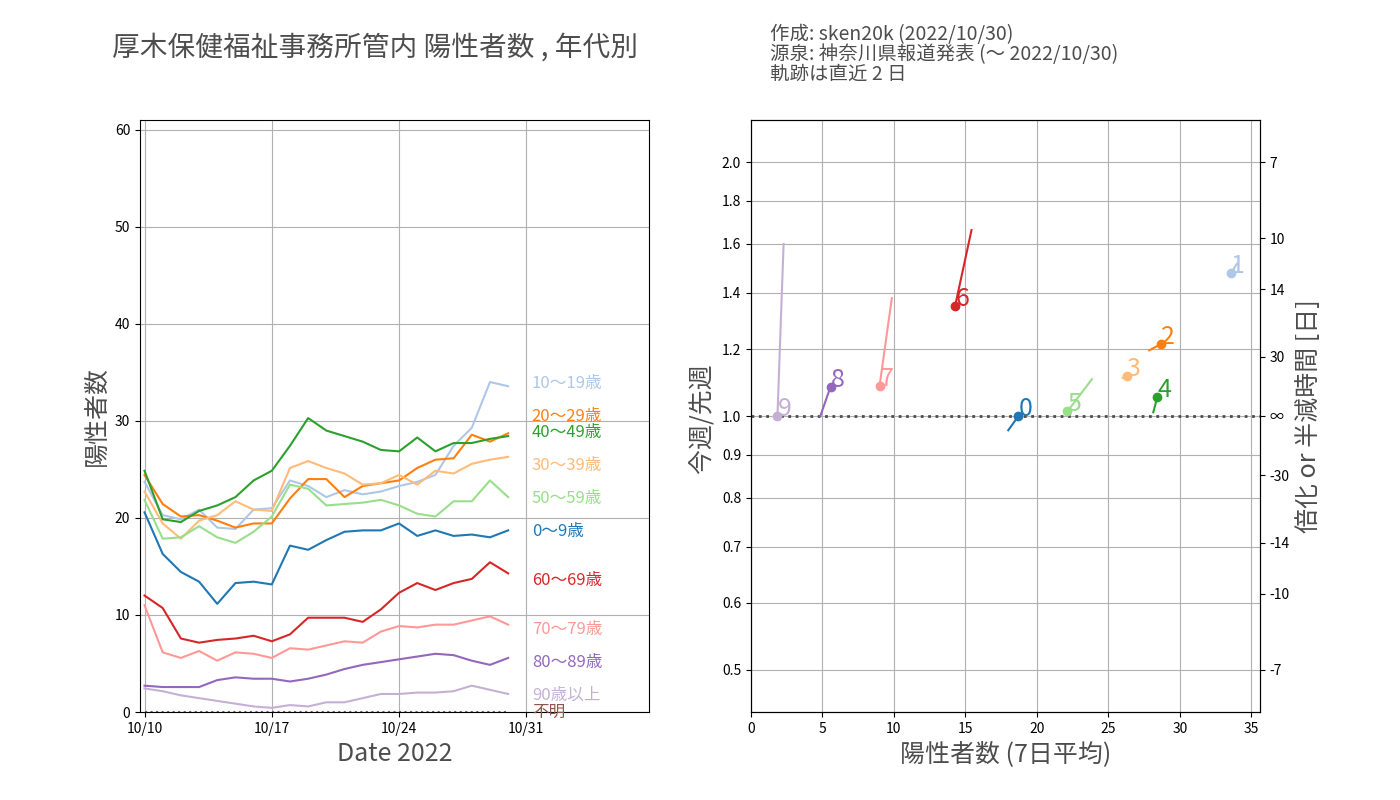 厚木保健福祉事務所管内 陽性者数 , 年代別
作成: sken20k (2022/10/30)
源泉: 神奈川県報道発表 (～ 2022/10/30)
軌跡は直近 2 日
陽性者数
60
50
40
30
20
10
0
10/10
10/17
10/24
10/31
Date 2022
10～19歳
20～29歳
40～49歳
30～39歳
50～59歳
0～9歳
60～69歳
70～79歳
80～89歳
90歳以上
不明
今週/先週
2.0
1.8
1.6
1.4
1.2
1.0
0.9
0.8
0.7
0.6
0.5
0
5
10
15
20
25
30
35
陽性者数 (7日平均)
1
6
2
3
7
8
4
5
9
0
7
10
14
30
∞
-30
-14
-10
-7
倍化 or 半減時間 [日]